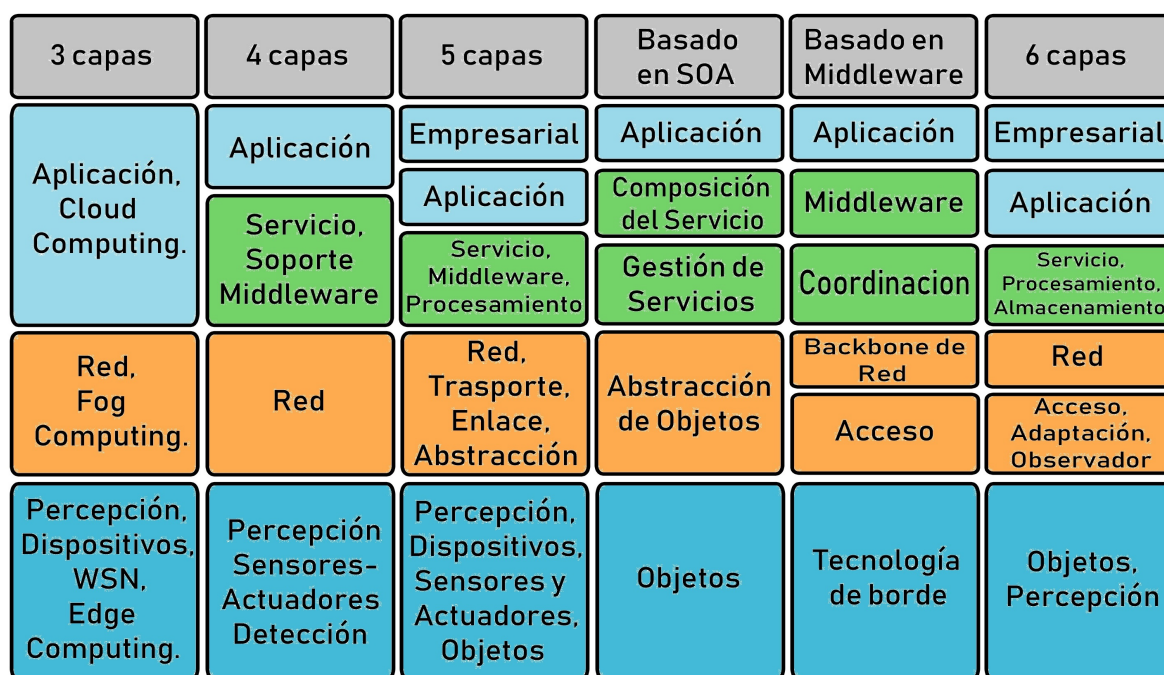 3 capas
4 capas
5 capas
Basado
en SOA
Basado en
Middleware
6 capas
Aplicación,
Cloud
Computing.
Red,
Fog
Computing.
Percepción,
Dispositivos,
WSN,
Edge
Computing.
Aplicación
Servicio,
Soporte
Middleware
Red
Percepción
Sensores-
Actuadores
Detección
Empresarial
Aplicación
Servicio,
Middleware,
Procesamiento
Red,
Trasporte,
Enlace,
Abstracción
Percepción,
Dispositivos,
Sensores y
Actuadores,
Objetos
Aplicación
Composición
del Servicio
Gestión de
Servicios
Abstracción
de Objetos
Objetos
Aplicación
Middleware
Coordinacion
Backbone de
Red
Acceso
Tecnología
de borde
Empresarial
Aplicación
Servicio,
Procesamiento,
Almacenamiento
Red
Acceso,
Adaptación,
Observador
Objetos,
Percepción